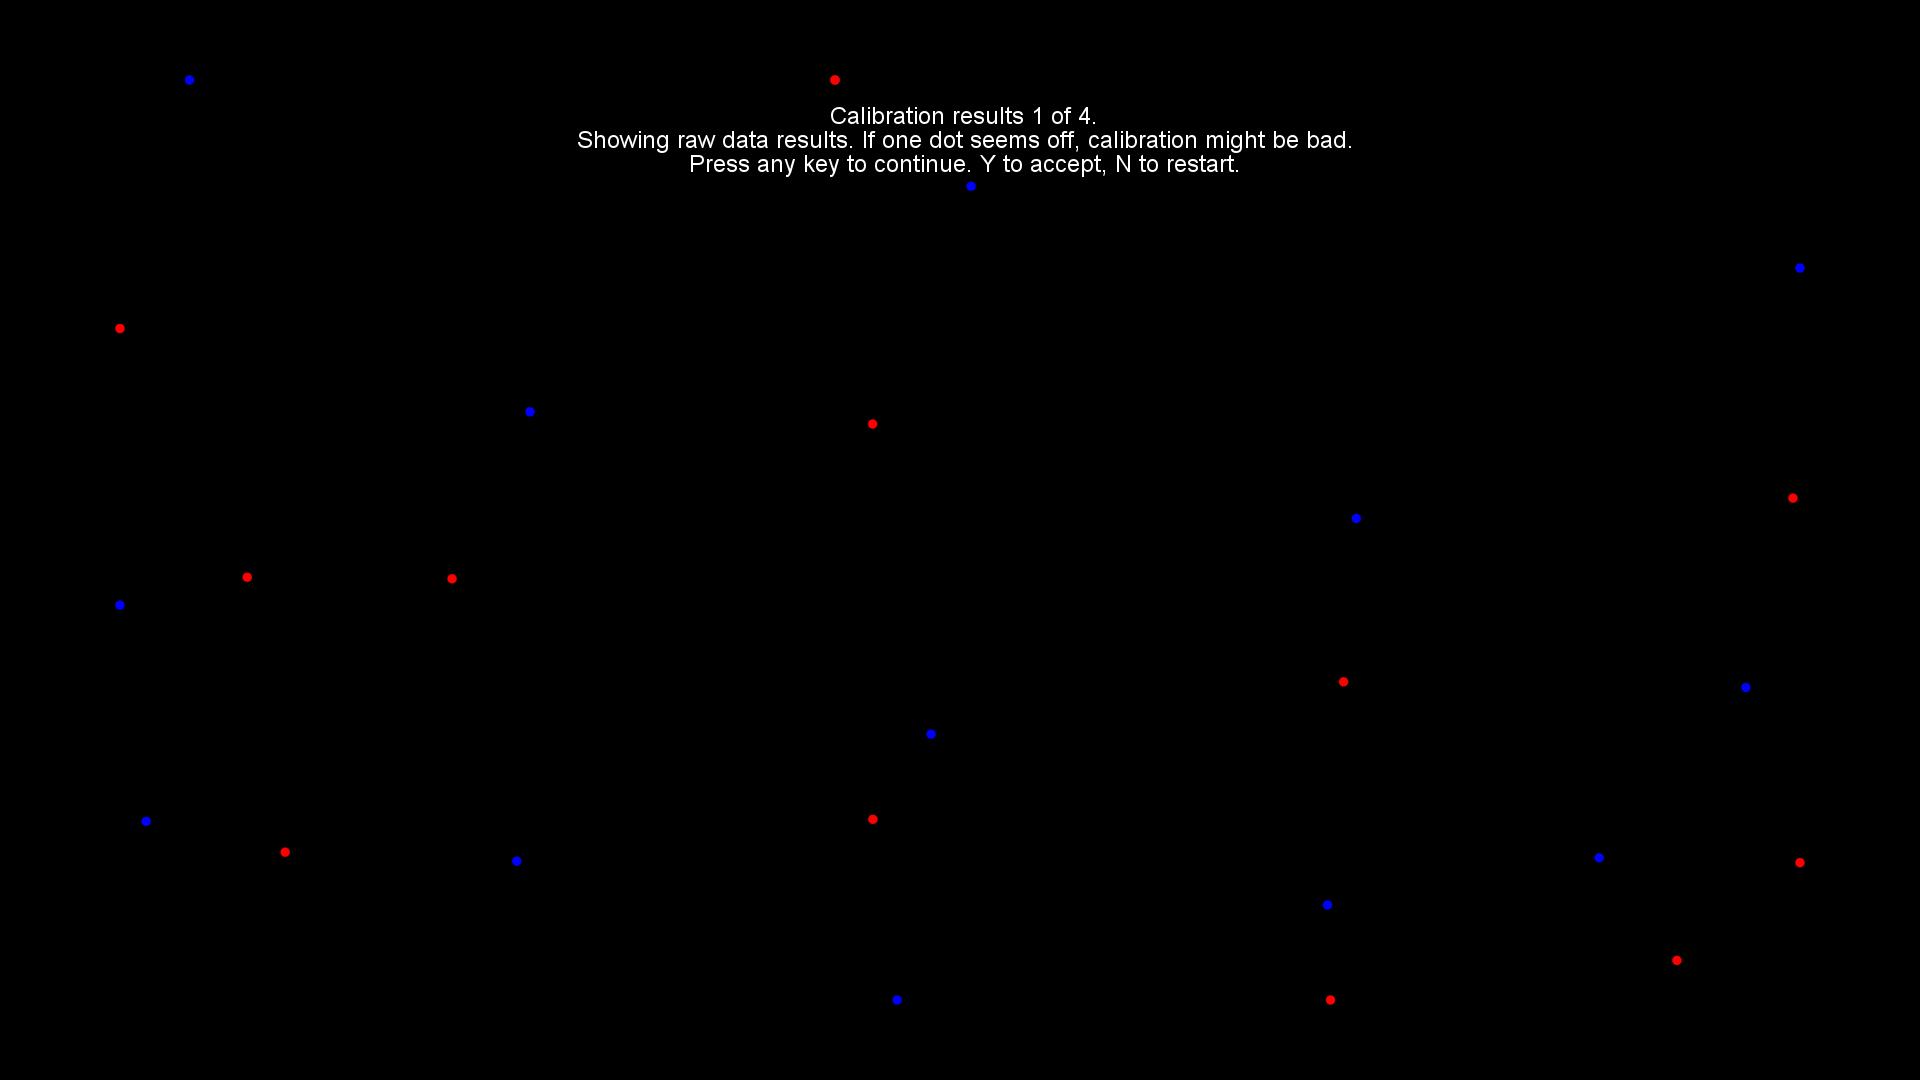 Calibration results 1 of 4.
Showing raw data results. If one dot seems off, calibration might be bad.
Press any key to continue. Y to accept, N to restart.